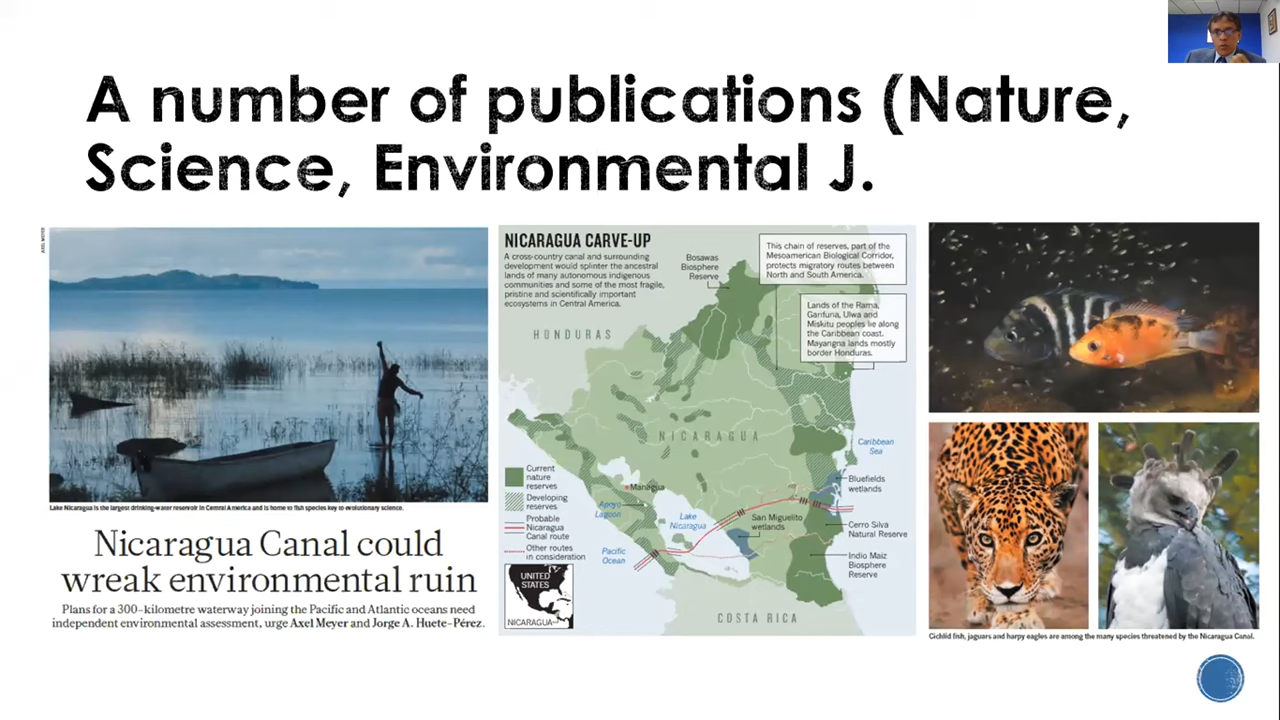 A number of publications (Nature,
Science, Environmental J.
AXEL MEYER
Lake Nicaragua is the largest drinking-water reservoir in Central America and is home to fish species key to evolutionary science.
Nicaragua Canal could
wreak environmental ruin
Plans for a 300-kilometre waterway joining the Pacific and Atlantic oceans need
independent environmental assessment, urge Axel Meyer and Jorge A. Huete-Pérez.
NICARAGUA CARVE-UP
A cross-country canal and surrounding
development would splinter the ancestral
lands of many autonomous indigenous
communities and some of the most fragile,
pristine and scientifically important
ecosystems in Central America.
Bosawas
Biosphere
Reserve
This chain of reserves, part of the
Mesoamerican Biological Corridor,
protects migratory routes between
North and South America.
Lands of the Rama,
Garifuna, Ulwa and
Miskitu peoples lie along
the Caribbean coast.
Mayangna lands mostly
border Honduras.
HONDURAS
NICARAGUA
Caribbean
Sea
Current
nature
reserves
Developing
reserves
Probable
Nicaragua
Canal route
Other routes
in consideration
Managua
Apoyo
Lagoon
Lake
Nicaragua
Pacific
Ocean
San Miguelito
wetlands
Bluefields
wetlands
Cerro Silva
Natural Reserve
Indio Maiz
Biosphere
Reserve
UNITED
STATES
NICARAGUA
COSTA RICA
Cichlid fish, jaguars and harpy eagles are among the many species threatened by the Nicaragua Canal.